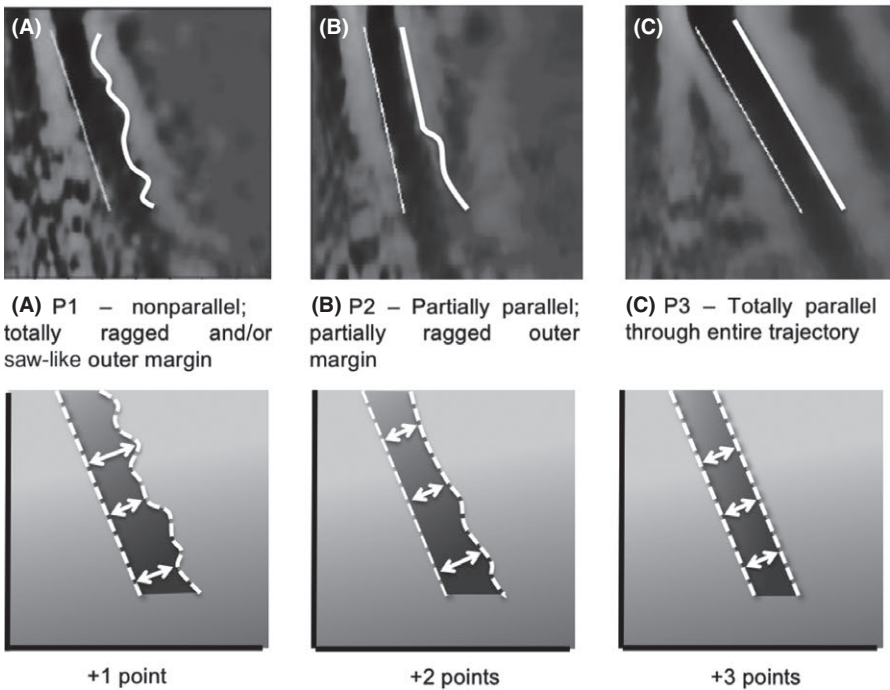 (A)
(B)
(C)
(A) P1 – nonparallel;
totally ragged and/or
saw-like outer margin
(B) P2 – Partially parallel;
partially ragged outer
margin
(C) P3 – Totally parallel
through entire trajectory
+1 point
+2 points
+3 points